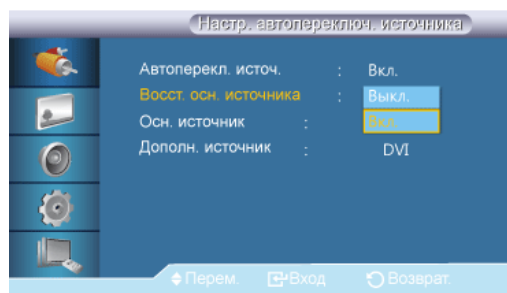 Настр. автопереключ. источника
Автоперекл. источ. : Вкл.
Восст. осн. источника : Выкл.
Вкл.
Осн. источник :
Дополн. источник : DVI
Перем. Вход Возврат.